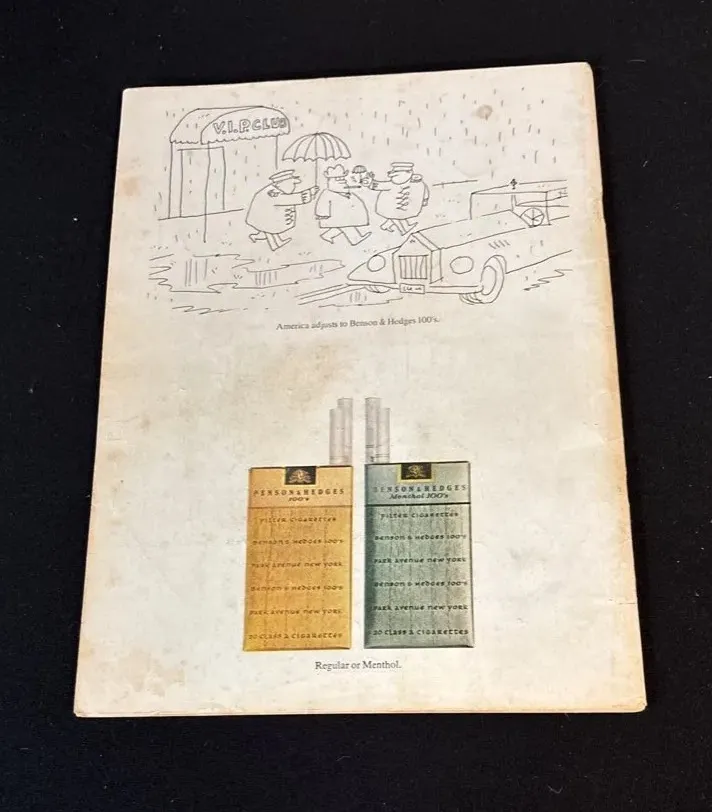 V.I.P. CLUB
America adjusts to Benson & Hedges 100's.
BENSON & HEDGES
100's
Filter Cigarettes
Benson & Hedges 100's
Park Avenue New York
Benson & Hedges 100's
Park Avenue New York
20 Class A Cigarettes
BENSON & HEDGES
Menthol 100's
Filter Cigarettes
Benson & Hedges 100's
Park Avenue New York
Benson & Hedges 100's
Park Avenue New York
20 Class A Cigarettes
Regular or Menthol.